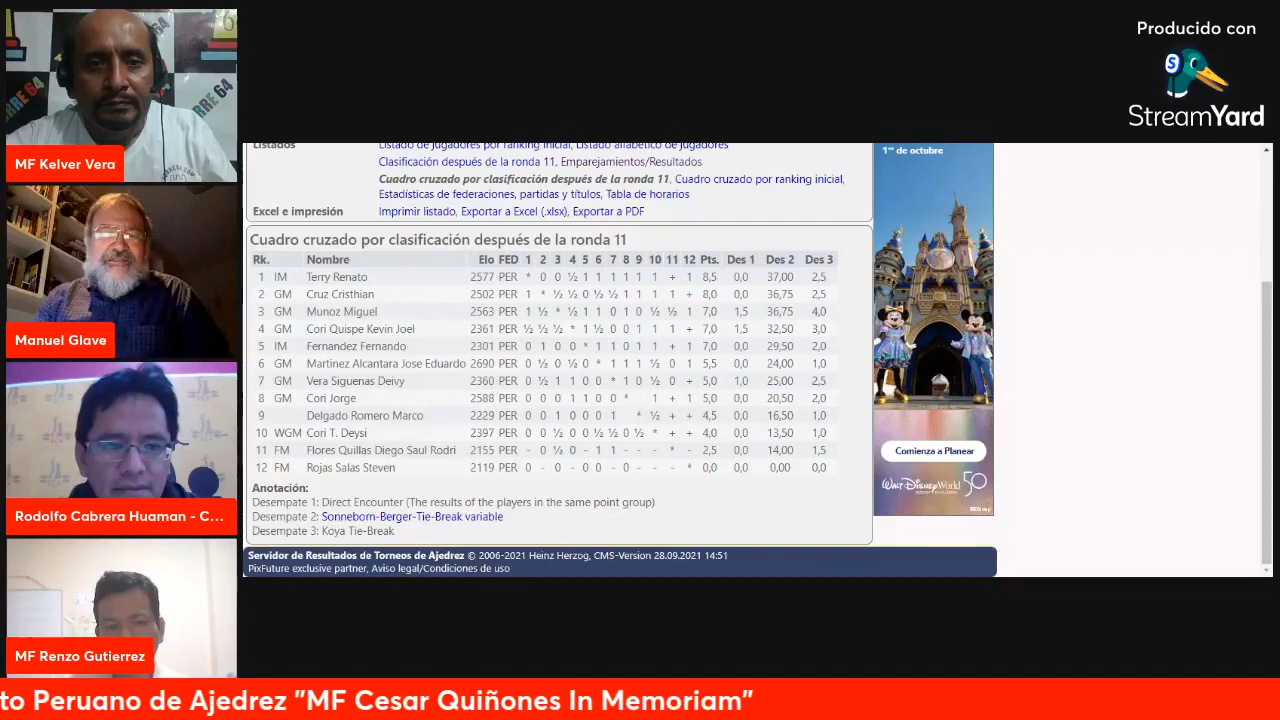 MF Kelver Vera
Manuel Glave
Rodolfo Cabrera Huaman - C...
MF Renzo Gutierrez
Producido con
StreamYard
Listados
Listado de jugadores por ranking inicial, Listado alfabético de jugadores
Clasificación después de la ronda 11, Emparejamientos/Resultados
Cuadro cruzado por clasificación después de la ronda 11, Cuadro cruzado por ranking inicial,
Estadísticas de federaciones, partidas y títulos, Tabla de horarios
Excel e impresión Imprimir listado, Exportar a Excel (.xlsx), Exportar a PDF
Cuadro cruzado por clasificación después de la ronda 11
Rk. Nombre Elo FED 1 2 3 4 5 6 7 8 9 10 11 12 Pts. Des 1 Des 2 Des 3
1 IM Terry Renato 2577 PER * 0 0 ½ 1 1 1 1 1 1 + 1 8,5 0,0 37,00 2,5
2 GM Cruz Cristhian 2502 PER 1 * ½ ½ 0 ½ ½ 1 1 1 1 + 8,0 0,0 36,75 2,5
3 GM Munoz Miguel 2563 PER 1 ½ * ½ 1 1 0 1 0 ½ ½ 1 7,0 1,5 36,75 4,0
4 GM Cori Quispe Kevin Joel 2361 PER ½ ½ ½ * 1 ½ 0 0 1 1 1 + 7,0 1,5 32,50 3,0
5 IM Fernandez Fernando 2301 PER 0 1 0 0 * 1 1 0 1 1 + 1 7,0 0,0 29,50 2,0
6 GM Martinez Alcantara Jose Eduardo 2690 PER 0 ½ 0 ½ 0 * 1 1 1 ½ 0 1 5,5 0,0 24,00 1,0
7 GM Vera Siguenas Deivy 2360 PER 0 ½ 1 1 0 0 * 1 0 ½ 0 + 5,0 1,0 25,00 2,5
8 GM Cori Jorge 2588 PER 0 0 0 1 1 0 0 * 1 + 1 5,0 0,0 20,50 2,0
9 Delgado Romero Marco 2229 PER 0 0 1 0 0 0 1 * ½ + + 4,5 0,0 16,50 1,0
10 WGM Cori T. Deysi 2397 PER 0 0 ½ 0 0 ½ ½ 0 ½ * + + 4,0 0,0 13,50 1,0
11 FM Flores Quillas Diego Saul Rodri 2155 PER - 0 ½ 0 - 1 1 - - - * - 2,5 0,0 14,00 1,5
12 FM Rojas Salas Steven 2119 PER 0 - 0 - 0 0 - 0 - - - * 0,0 0,0 0,00 0,0
Anotación:
Desempate 1: Direct Encounter (The results of the players in the same point group)
Desempate 2: Sonneborn-Berger-Tie-Break variable
Desempate 3: Koya Tie-Break
Servidor de Resultados de Torneos de Ajedrez © 2006-2021 Heinz Herzog, CMS-Version 28.09.2021 14:51
PixFuture exclusive partner, Aviso legal/Condiciones de uso
1.ro de octubre
Comienza a Planear
WALT DISNEY World 50
©Disney
to Peruano de Ajedrez "MF Cesar Quiñones In Memoriam"